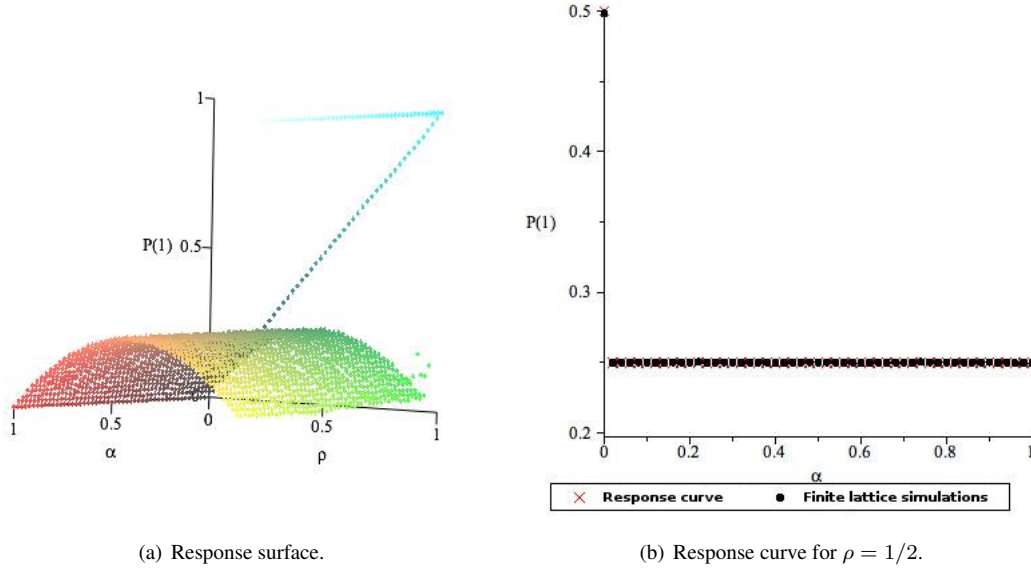 1
P(1)
0.5
0
1
0.5
0
0.5
1
α
ρ
0.5
0.4
P(1)
0.3
0.2
0
0.2
0.4
0.6
0.8
1
α
Response curve
Finite lattice simulations
(a) Response surface.
(b) Response curve for ρ = 1/2.